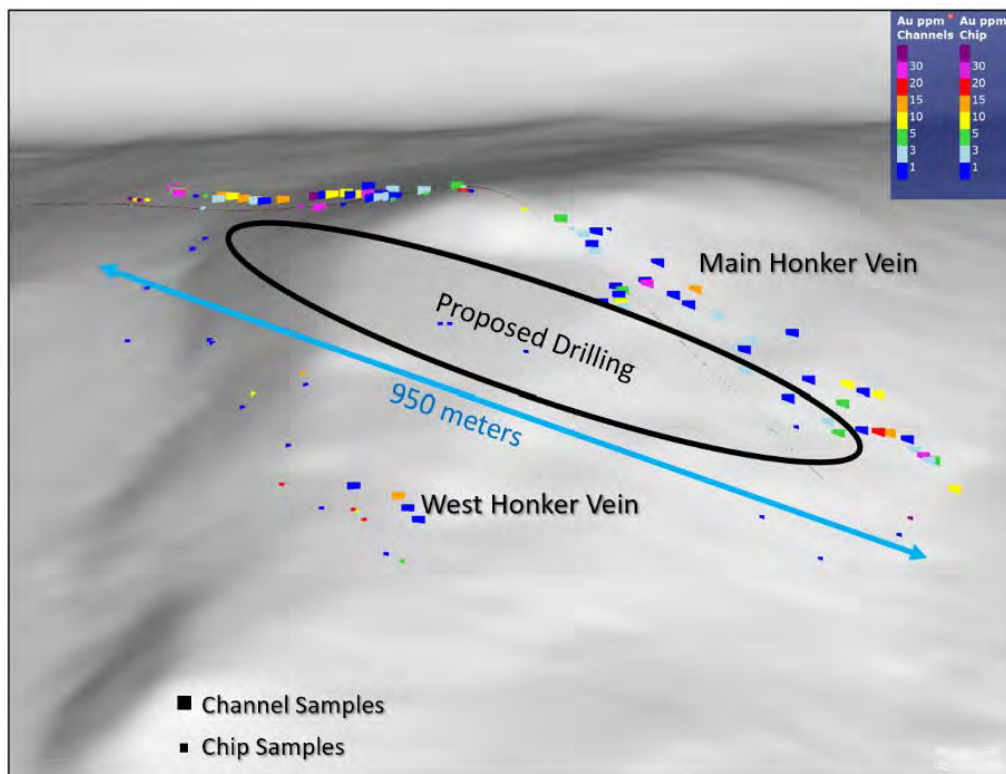 Au ppm Au ppm
Channels Chip
30 30
20 20
15 15
10 10
5 5
3 3
1 1
Main Honker Vein
Proposed Drilling
950 meters
West Honker Vein
Channel Samples
Chip Samples